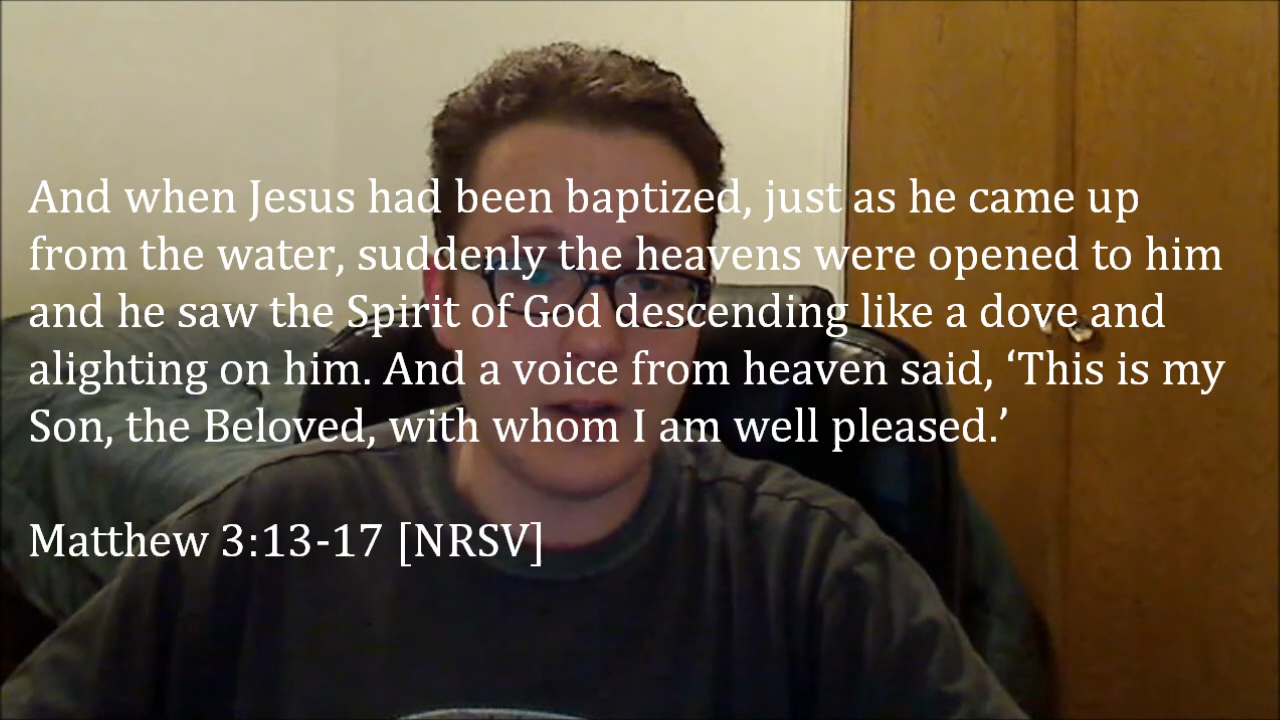 And when Jesus had been baptized, just as he came up
from the water, suddenly the heavens were opened to him
and he saw the Spirit of God descending like a dove and
alighting on him. And a voice from heaven said, ‘This is my
Son, the Beloved, with whom I am well pleased.’
Matthew 3:13-17 [NRSV]